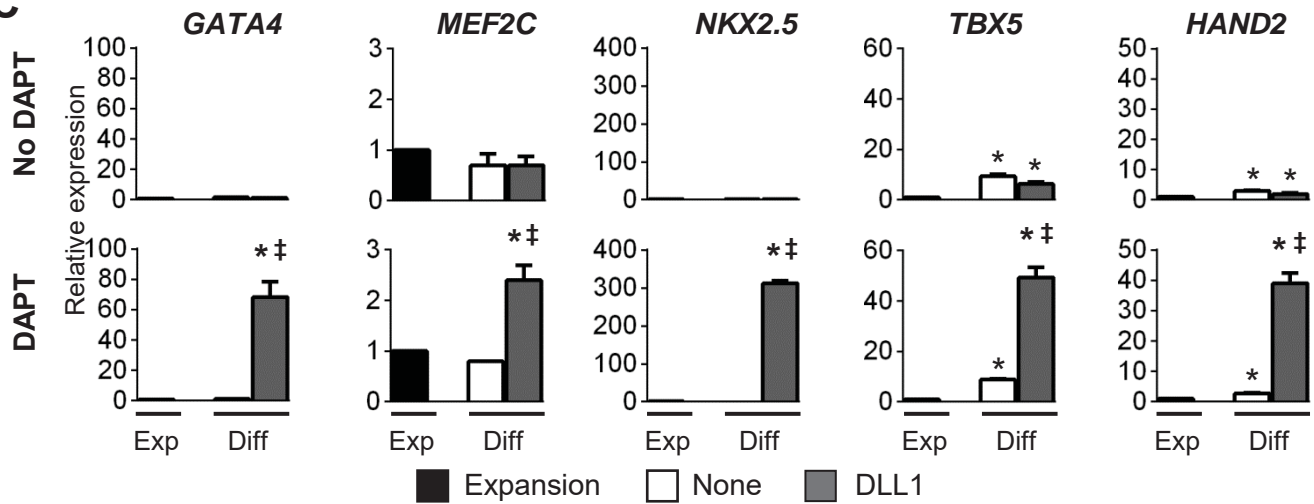 GATA4 MEF2C NKX2.5 TBX5 HAND2
No DAPT
Relative expression
100 3 400 60 50
80 300 40
60 2 40 30
40 200 20
20 1 100 20 10
0 0 0 0 0
* * * *
DAPT
100 3 400 60 50
80 300 40
60 2 40 30
40 200 20
20 1 100 20 10
0 0 0 0 0
*‡ *‡ *‡ * *‡ * *‡
Exp Diff Exp Diff Exp Diff Exp Diff Exp Diff
Expansion None DLL1